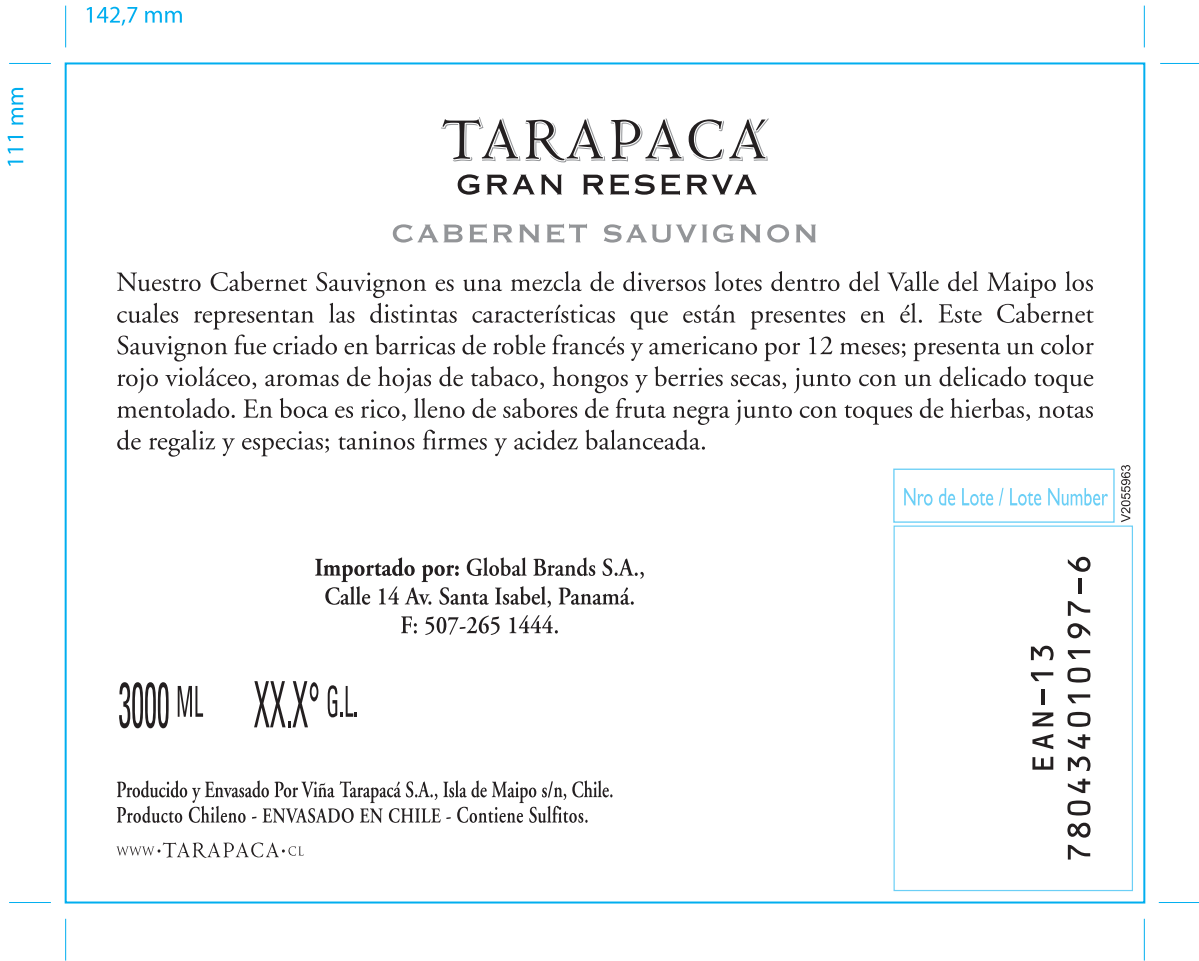 142,7 mm
111 mm
TARAPACÁ
GRAN RESERVA
CABERNET SAUVIGNON
Nuestro Cabernet Sauvignon es una mezcla de diversos lotes dentro del Valle del Maipo los
cuales representan las distintas características que están presentes en él. Este Cabernet
Sauvignon fue criado en barricas de roble francés y americano por 12 meses; presenta un color
rojo violáceo, aromas de hojas de tabaco, hongos y berries secas, junto con un delicado toque
mentolado. En boca es rico, lleno de sabores de fruta negra junto con toques de hierbas, notas
de regaliz y especias; taninos firmes y acidez balanceada.
Nro de Lote / Lote Number
V2055963
Importado por: Global Brands S.A.,
Calle 14 Av. Santa Isabel, Panamá.
F: 507-265 1444.
3000 ML XX.X° G.L.
EAN-13
780434010197-6
Producido y Envasado Por Viña Tarapacá S.A., Isla de Maipo s/n, Chile.
Producto Chileno - ENVASADO EN CHILE - Contiene Sulfitos.
WWW·TARAPACA·CL